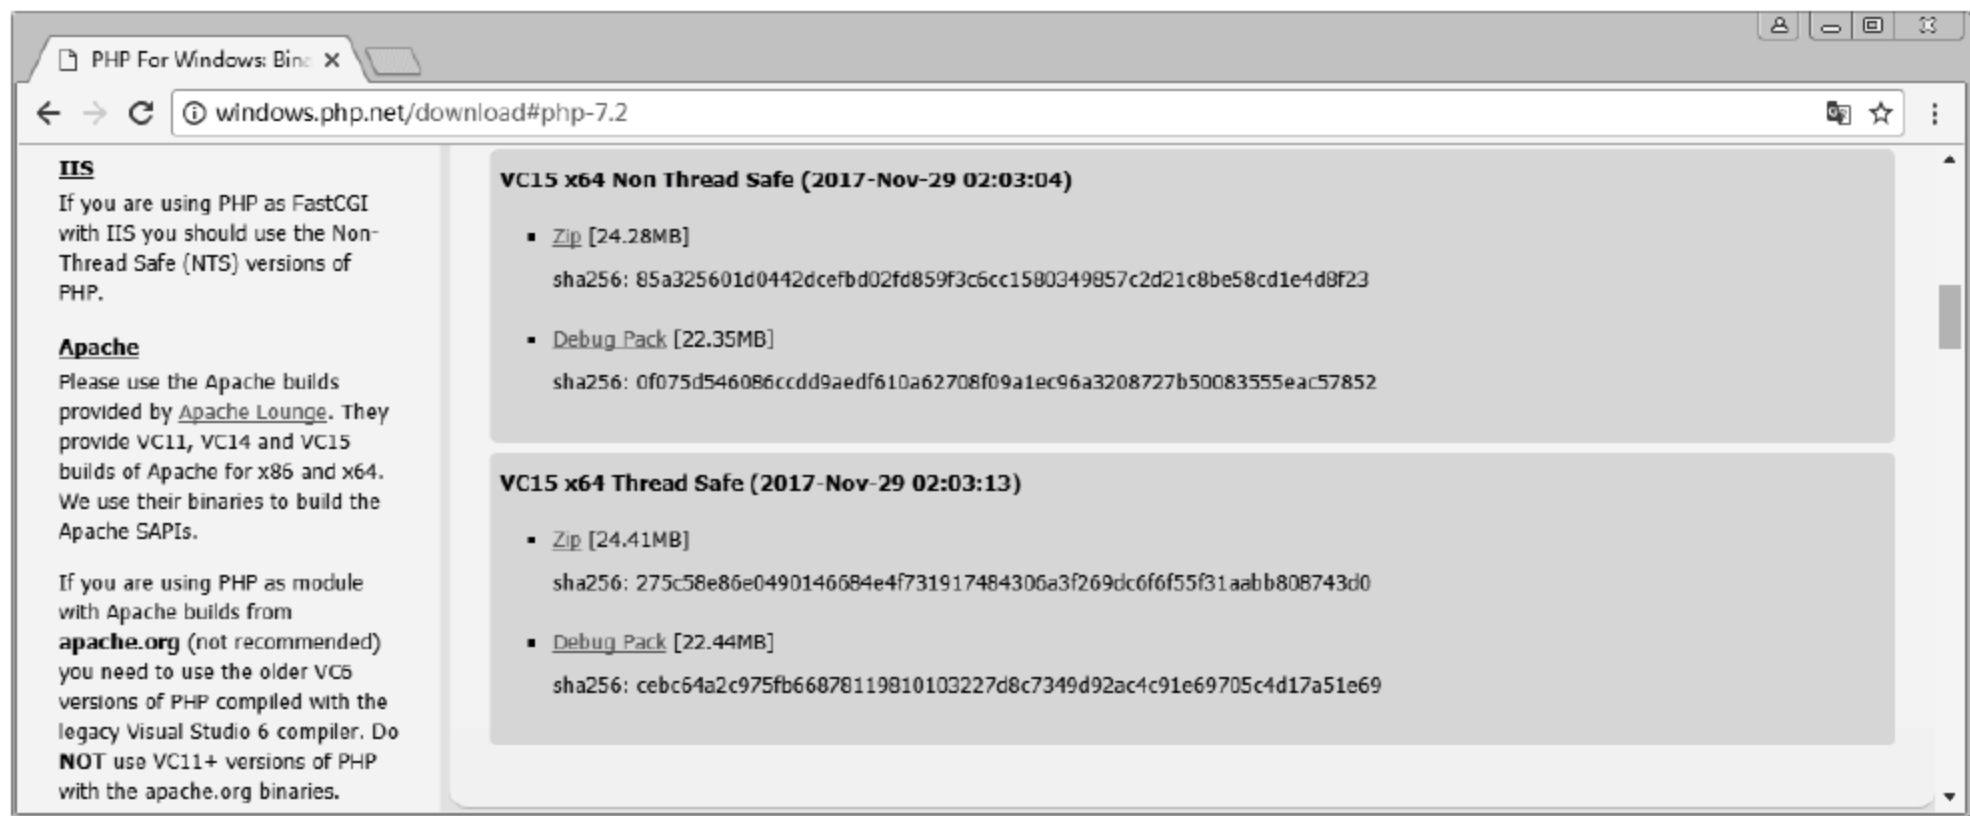 PHP For Windows: Bina
windows.php.net/download#php-7.2
IIS
If you are using PHP as FastCGI
with IIS you should use the Non-
Thread Safe (NTS) versions of
PHP.
Apache
Please use the Apache builds
provided by Apache Lounge. They
provide VC11, VC14 and VC15
builds of Apache for x86 and x64.
We use their binaries to build the
Apache SAPIs.
If you are using PHP as module
with Apache builds from
apache.org (not recommended)
you need to use the older VC6
versions of PHP compiled with the
legacy Visual Studio 6 compiler. Do
NOT use VC11+ versions of PHP
with the apache.org binaries.
VC15 x64 Non Thread Safe (2017-Nov-29 02:03:04)
Zip [24.28MB]
sha256: 85a325601d0442dcefbd02fd859f3c6cc1580349857c2d21c8be58cd1e4d8f23
Debug Pack [22.35MB]
sha256: 0f075d546086ccdd9aedf610a62708f09a1ec96a3208727b50083555eac57852
VC15 x64 Thread Safe (2017-Nov-29 02:03:13)
Zip [24.41MB]
sha256: 275c58e86e0490146684e4f731917484306a3f269dc6f6f55f31aabb808743d0
Debug Pack [22.44MB]
sha256: cebc64a2c975fb66878119810103227d8c7349d92ac4c91e69705c4d17a51e69